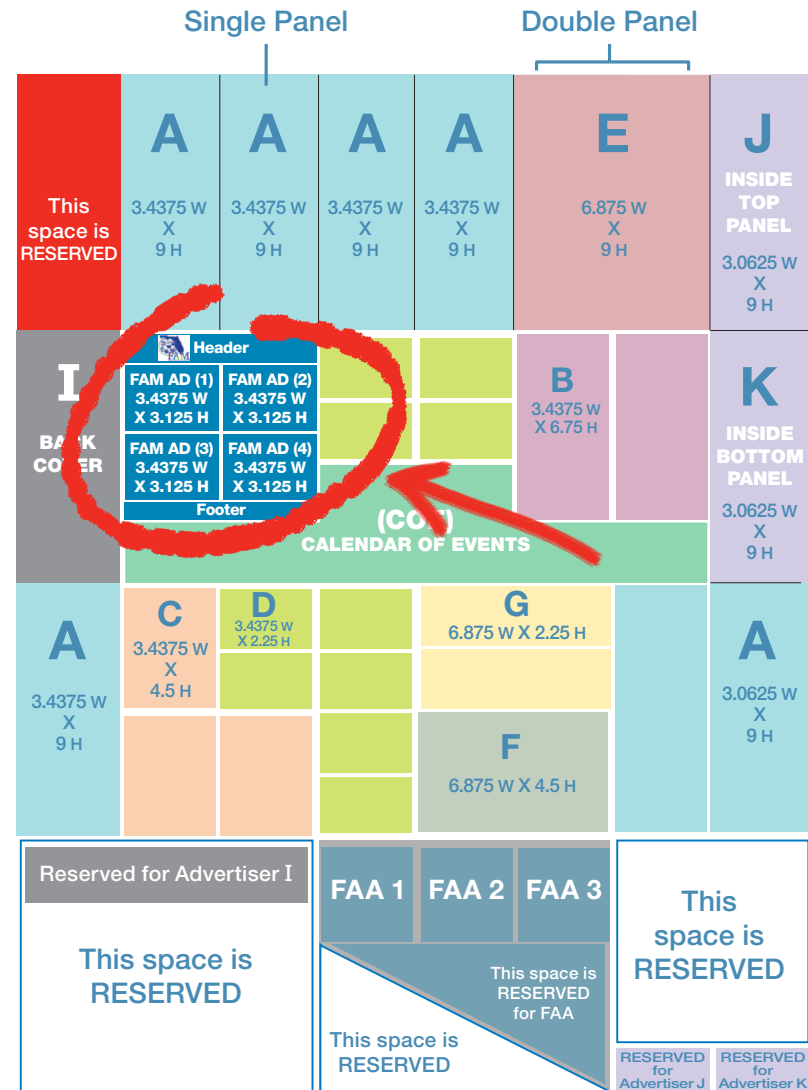 Single Panel
Double Panel
This
space is
RESERVED
A
3.4375 W
X
9 H
A
3.4375 W
X
9 H
A
3.4375 W
X
9 H
A
3.4375 W
X
9 H
E
6.875 W
X
9 H
J
INSIDE
TOP
PANEL
3.0625 W
X
9 H
I
BACK
COVER
FAM
Header
FAM AD (1)
3.4375 W
X 3.125 H
FAM AD (2)
3.4375 W
X 3.125 H
FAM AD (3)
3.4375 W
X 3.125 H
FAM AD (4)
3.4375 W
X 3.125 H
Footer
B
3.4375 W
X 6.75 H
K
INSIDE
BOTTOM
PANEL
3.0625 W
X
9 H
(COE)
CALENDAR OF EVENTS
A
3.4375 W
X
9 H
C
3.4375 W
X
4.5 H
D
3.4375 W
X 2.25 H
G
6.875 W X 2.25 H
F
6.875 W X 4.5 H
A
3.0625 W
X
9 H
Reserved for Advertiser I
This space is
RESERVED
FAA 1
FAA 2
FAA 3
This space is
RESERVED
for FAA
This space is
RESERVED
This
space is
RESERVED
RESERVED
for
Advertiser J
RESERVED
for
Advertiser K